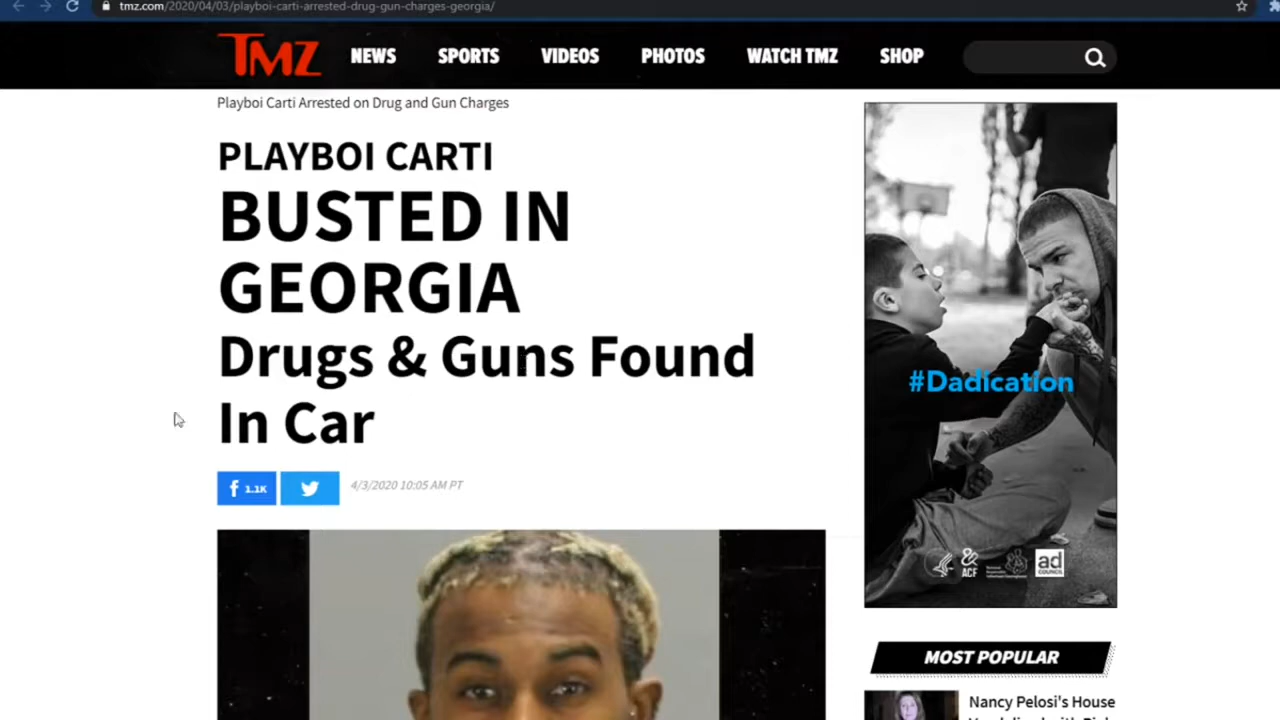 tmz.com/2020/04/03/playboi-carti-arrested-drug-gun-charges-georgia/
TMZ NEWS SPORTS VIDEOS PHOTOS WATCH TMZ SHOP
Playboi Carti Arrested on Drug and Gun Charges
PLAYBOI CARTI
BUSTED IN
GEORGIA
Drugs & Guns Found
In Car
f 1.1K
4/3/2020 10:05 AM PT
#Dadication
ACF
ad
COUNCIL
MOST POPULAR
Nancy Pelosi's House